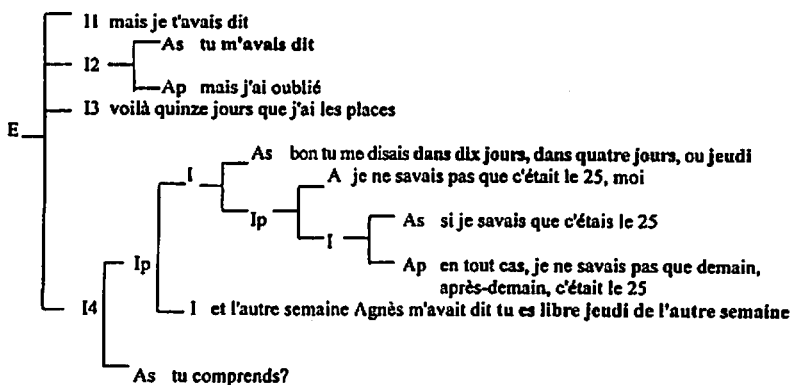 I1 mais je t'avais dit
As tu m'avais dit
I2
Ap mais j'ai oublié
I3 voilà quinze jours que j'ai les places
E
As bon tu me disais dans dix jours, dans quatre jours, ou jeudi
I
A je ne savais pas que c'était le 25, moi
Ip
As si je savais que c'étais le 25
I
Ap en tout cas, je ne savais pas que demain,
après-demain, c'était le 25
Ip
I4
I et l'autre semaine Agnès m'avait dit tu es libre jeudi de l'autre semaine
As tu comprends?